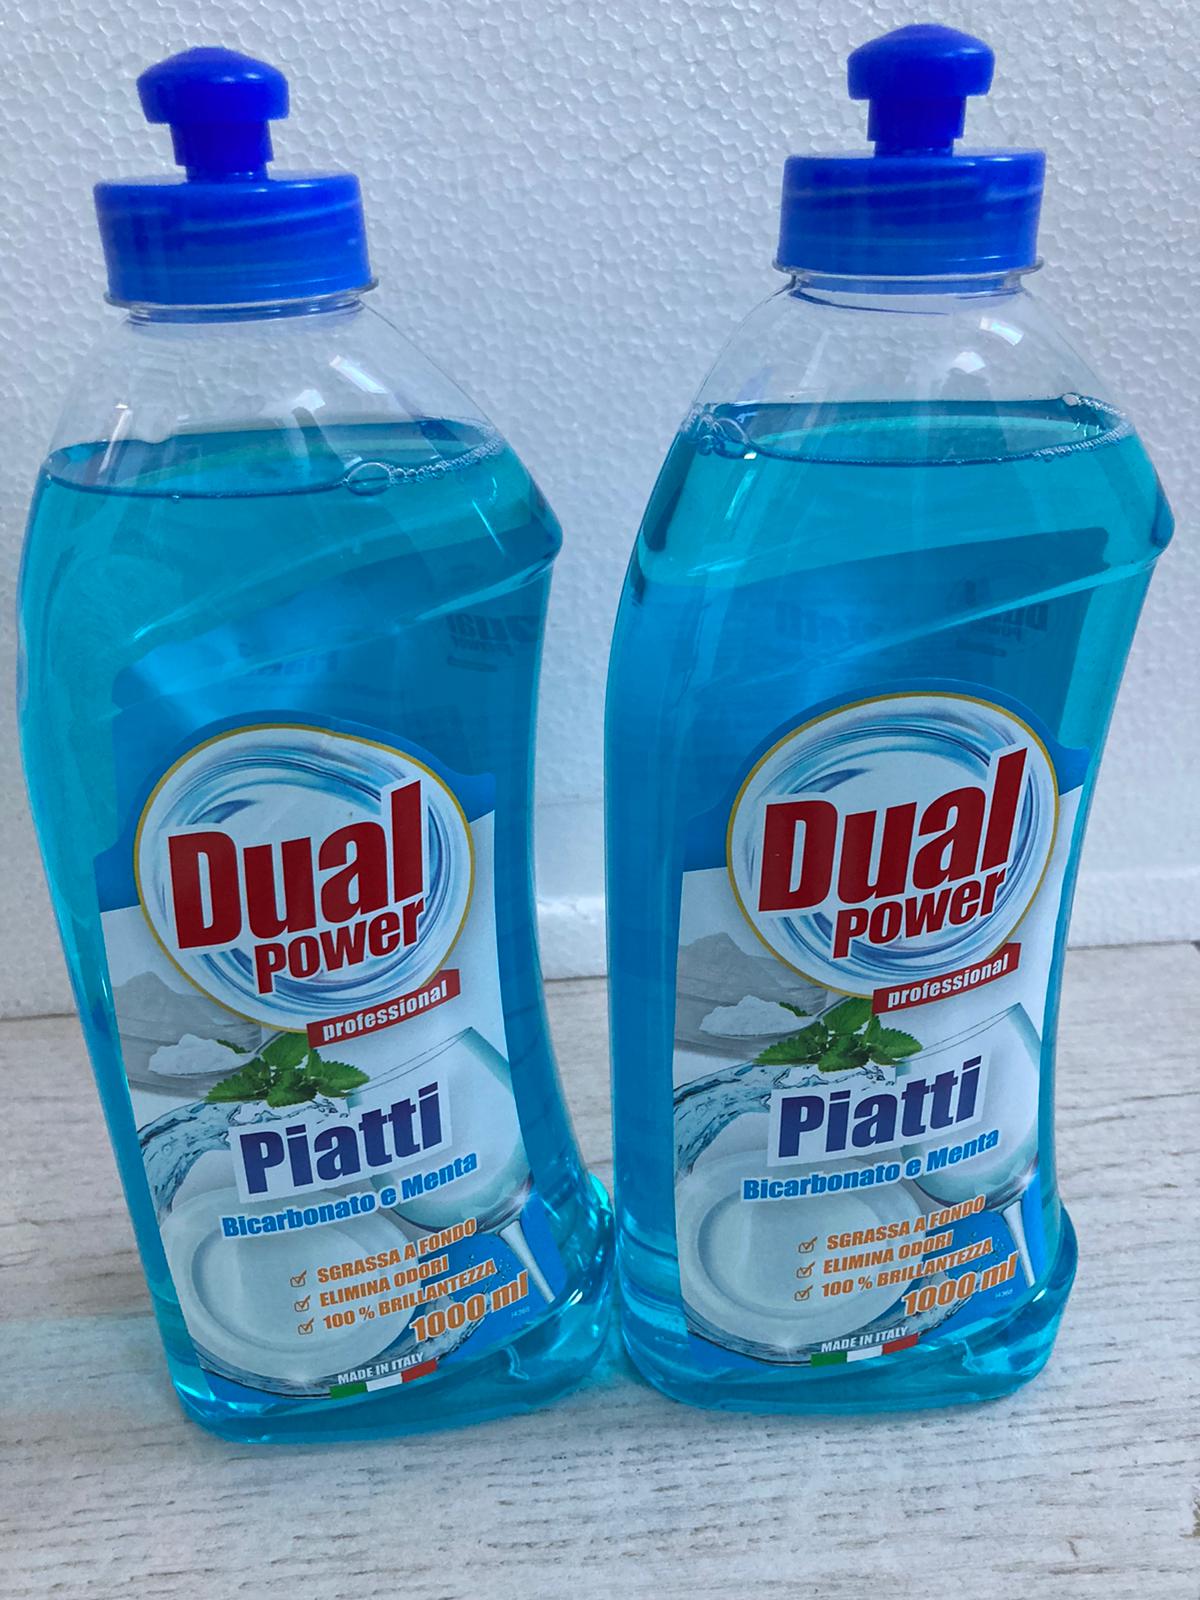 Dual
Power
professional
Piatti
Bicarbonato e Menta
SGRASSA A FONDO
ELIMINA ODORI
100 % BRILLANTEZZA
1000 ml
MADE IN ITALY
Dual
Power
professional
Piatti
Bicarbonato e Menta
SGRASSA A FONDO
ELIMINA ODORI
100 % BRILLANTEZZA
1000 ml
MADE IN ITALY